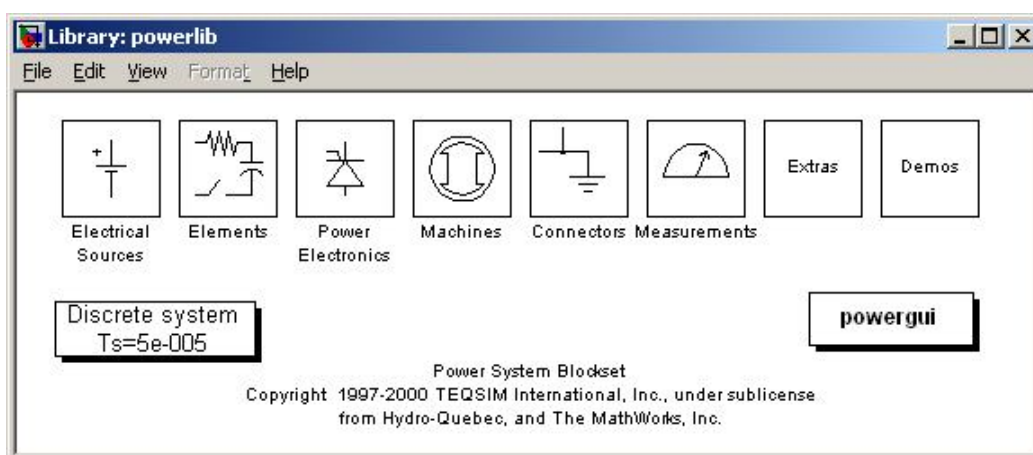 Library: powerlib
File Edit View Format Help
Extras
Demos
Electrical
Sources
Elements
Power
Electronics
Machines
Connectors
Measurements
Discrete system
Ts=5e-005
powergui
Power System Blockset
Copyright 1997-2000 TEQSIM International, Inc., under sublicense
from Hydro-Quebec, and The MathWorks, Inc.